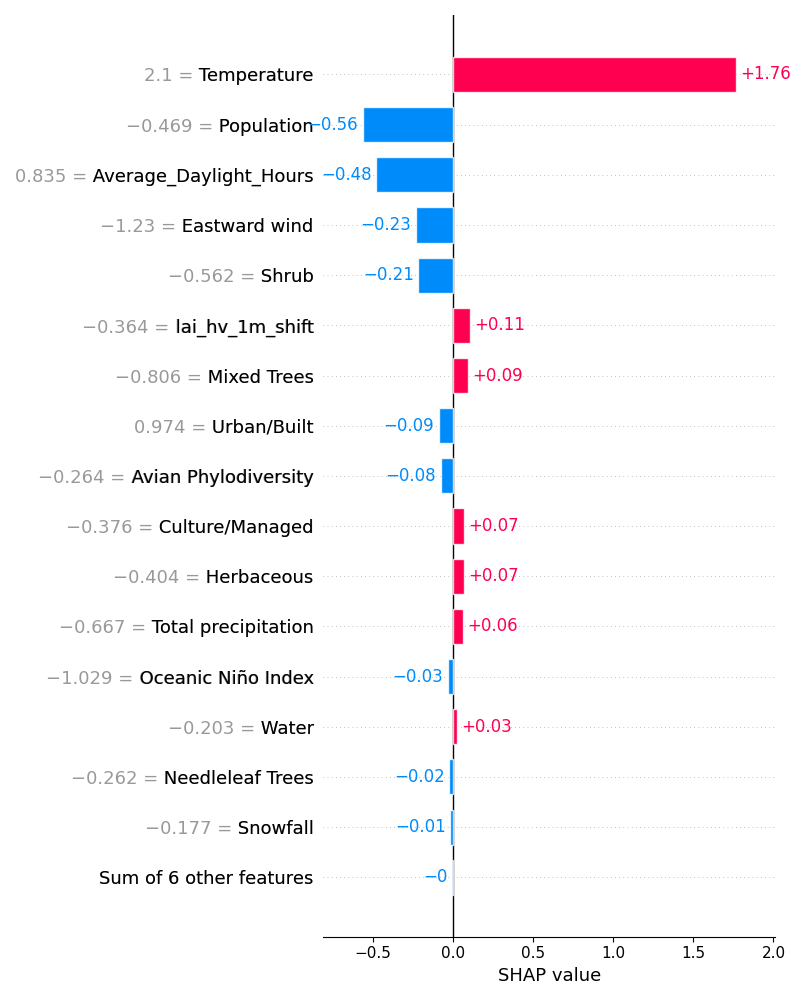 2.1 = Temperature +1.76
−0.469 = Population −0.56
0.835 = Average_Daylight_Hours −0.48
−1.23 = Eastward wind −0.23
−0.562 = Shrub −0.21
−0.364 = lai_hv_1m_shift +0.11
−0.806 = Mixed Trees +0.09
0.974 = Urban/Built −0.09
−0.264 = Avian Phylodiversity −0.08
−0.376 = Culture/Managed +0.07
−0.404 = Herbaceous +0.07
−0.667 = Total precipitation +0.06
−1.029 = Oceanic Niño Index −0.03
−0.203 = Water +0.03
−0.262 = Needleleaf Trees −0.02
−0.177 = Snowfall −0.01
Sum of 6 other features −0
−0.5 0.0 0.5 1.0 1.5 2.0
SHAP value